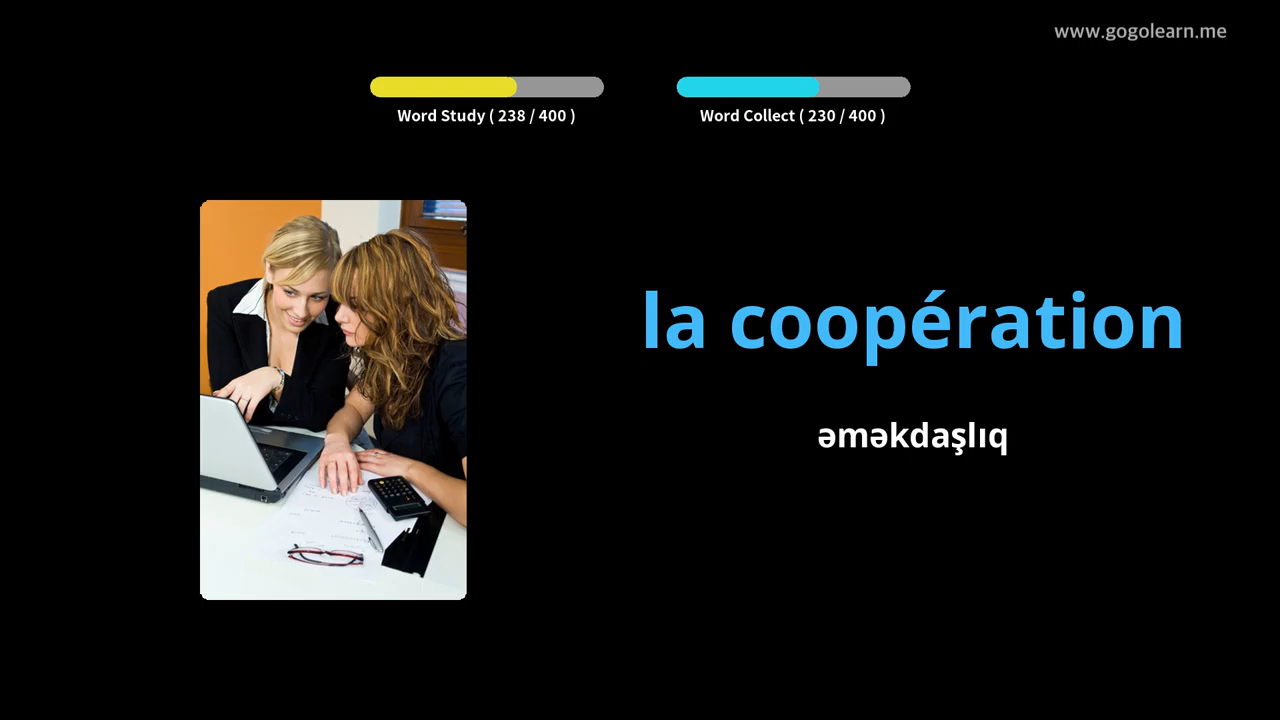 www.gogolearn.me
Word Study ( 238 / 400 )
Word Collect ( 230 / 400 )
la coopération
əməkdaşlıq